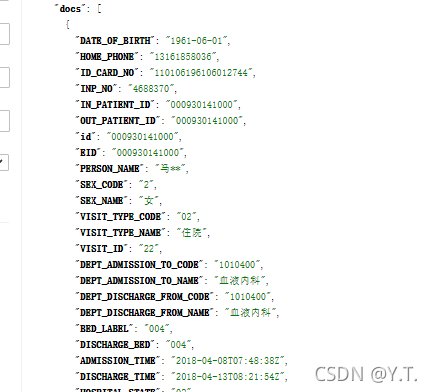 "docs": [
{
"DATE_OF_BIRTH": "1961-06-01",
"HOME_PHONE": "13161858036",
"ID_CARD_NO": "110106196106012744",
"INP_NO": "4688370",
"IN_PATIENT_ID": "000930141000",
"OUT_PATIENT_ID": "000930141000",
"id": "000930141000",
"EID": "000930141000",
"PERSON_NAME": "马**",
"SEX_CODE": "2",
"SEX_NAME": "女",
"VISIT_TYPE_CODE": "02",
"VISIT_TYPE_NAME": "住院",
"VISIT_ID": "22",
"DEPT_ADMISSION_TO_CODE": "1010400",
"DEPT_ADMISSION_TO_NAME": "血液内科",
"DEPT_DISCHARGE_FROM_CODE": "1010400",
"DEPT_DISCHARGE_FROM_NAME": "血液内科",
"BED_LABEL": "004",
"DISCHARGE_BED": "004",
"ADMISSION_TIME": "2018-04-08T07:48:38Z",
"DISCHARGE_TIME": "2018-04-13T08:21:54Z",
CSDN @Y.T.